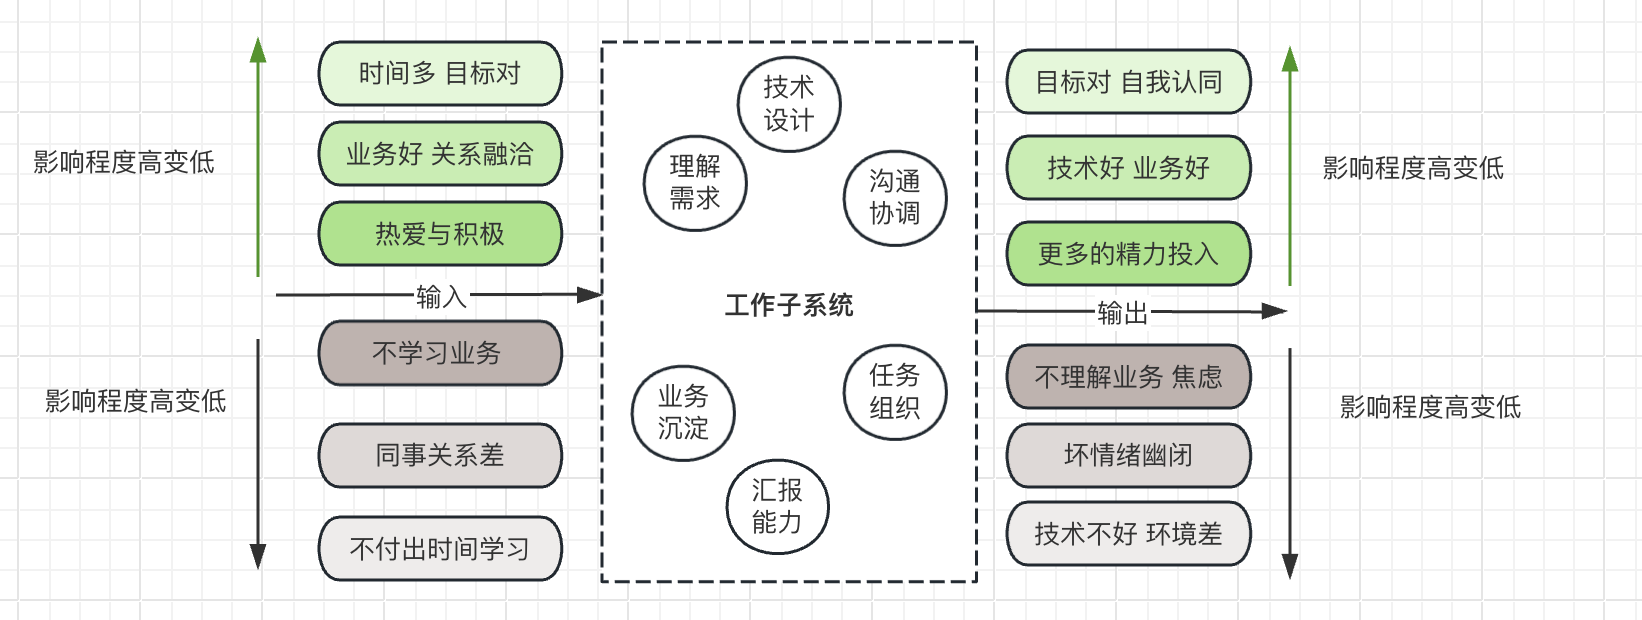 时间多 目标对
业务好 关系融洽
热爱与积极
影响程度高变低
输入
不学习业务
同事关系差
不付出时间学习
影响程度高变低
技术
设计
理解
需求
沟通
协调
工作子系统
业务
沉淀
任务
组织
汇报
能力
目标对 自我认同
技术好 业务好
更多的精力投入
影响程度高变低
输出
不理解业务 焦虑
坏情绪幽闭
技术不好 环境差
影响程度高变低